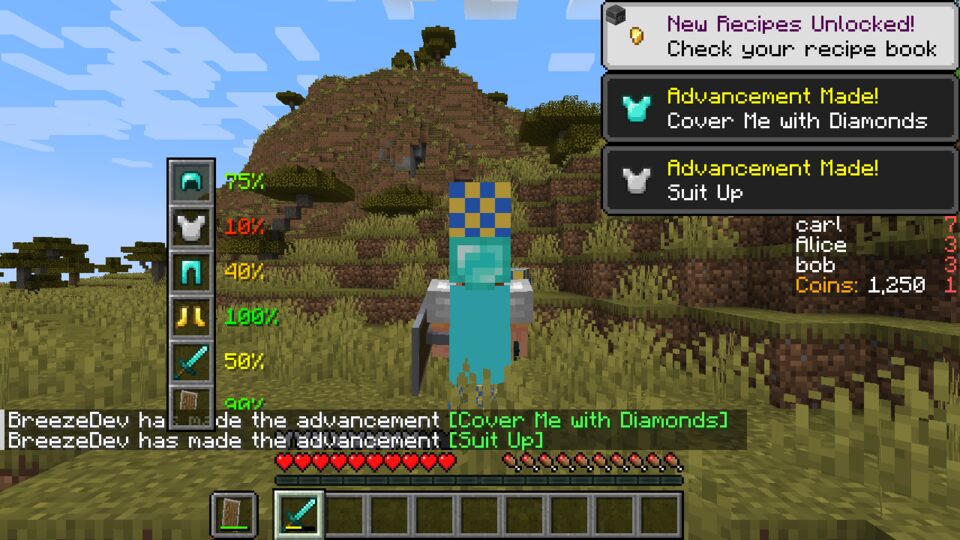 New Recipes Unlocked!
Check your recipe book
Advancement Made!
Cover Me with Diamonds
Advancement Made!
Suit Up
75%
10%
40%
100%
50%
90%
carl 7
Alice 3
bob 3
Coins: 1,250 1
BreezeDev has made the advancement [Cover Me with Diamonds]
BreezeDev has made the advancement [Suit Up]